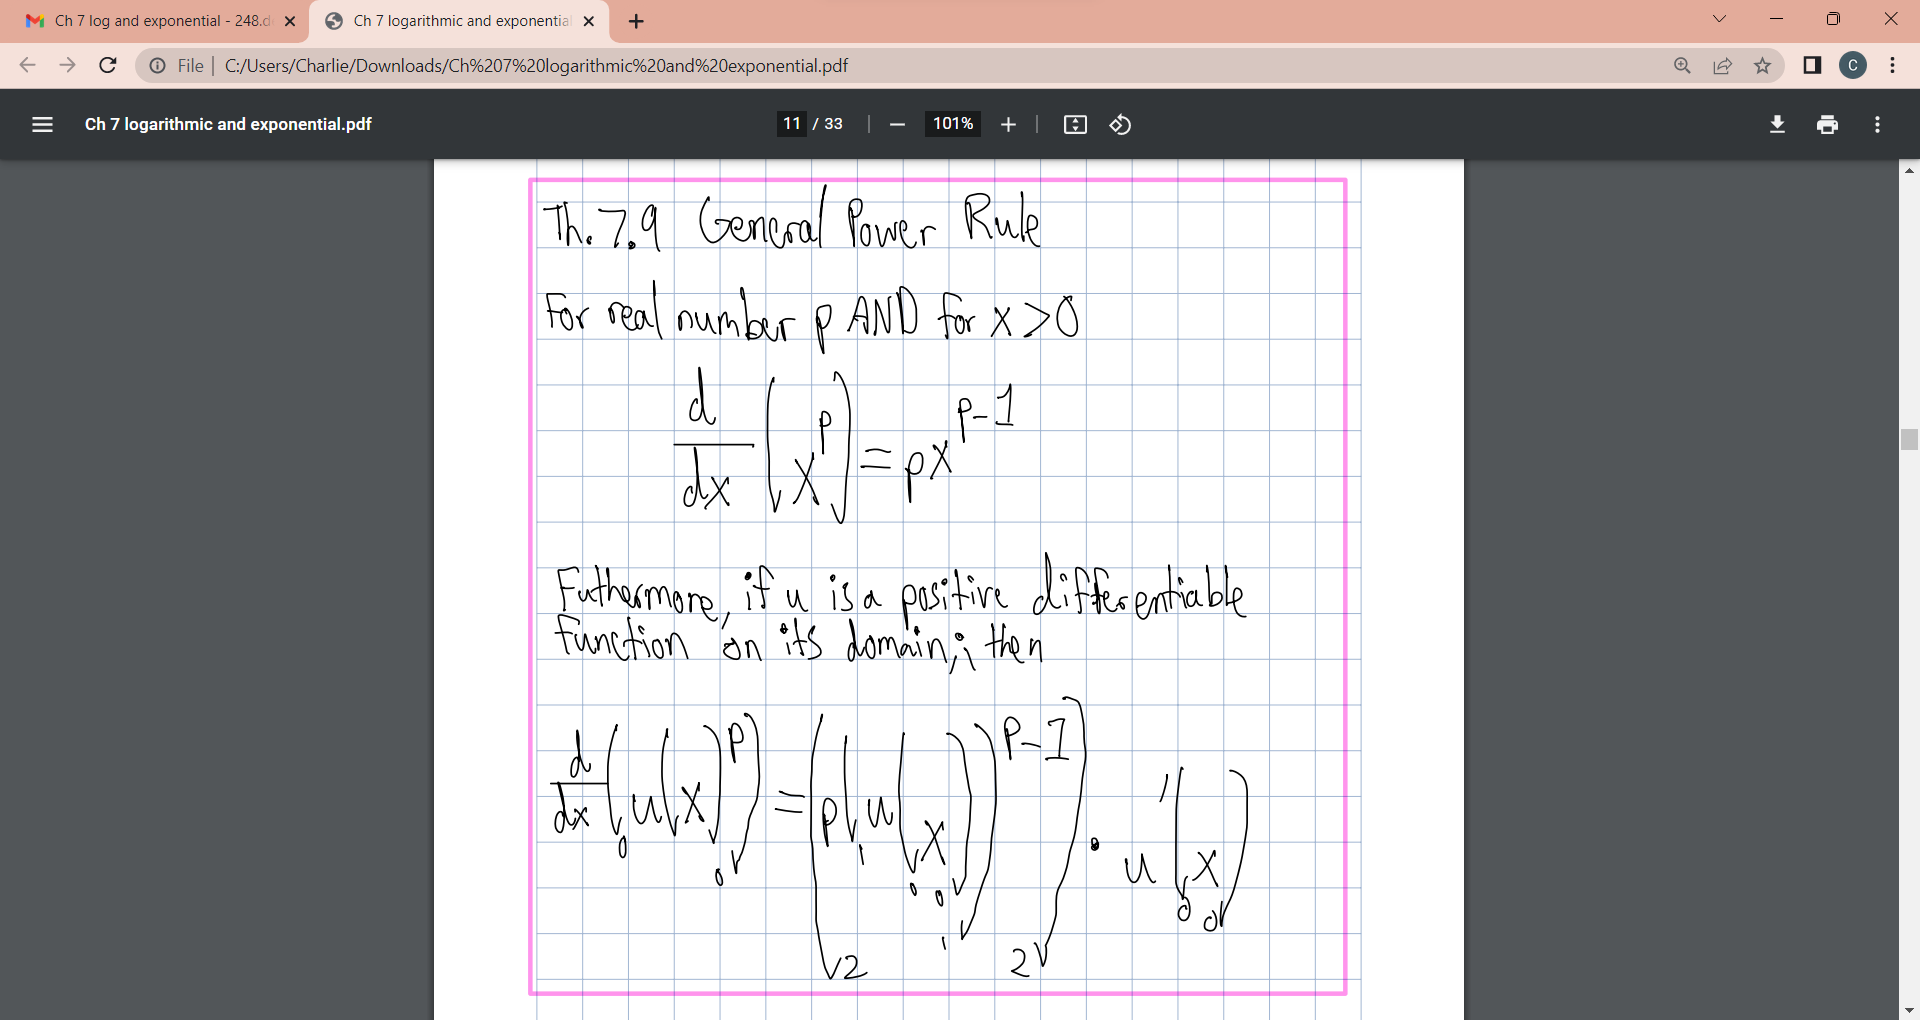 Ch 7 log and exponential - 248.d
Ch 7 logarithmic and exponential
File | C:/Users/Charlie/Downloads/Ch%207%20logarithmic%20and%20exponential.pdf
C
Ch 7 logarithmic and exponential.pdf
11 / 33
101%
Th. 7.9 General Power Rule
For real number p AND for x > 0
d/dx (x^p) = px^(p-1)
Futhermore, if u is a positive differentiable
function on its domain, then
d/dx (u(x)^p) = (p(u(x))^(p-1)) · u'(x)